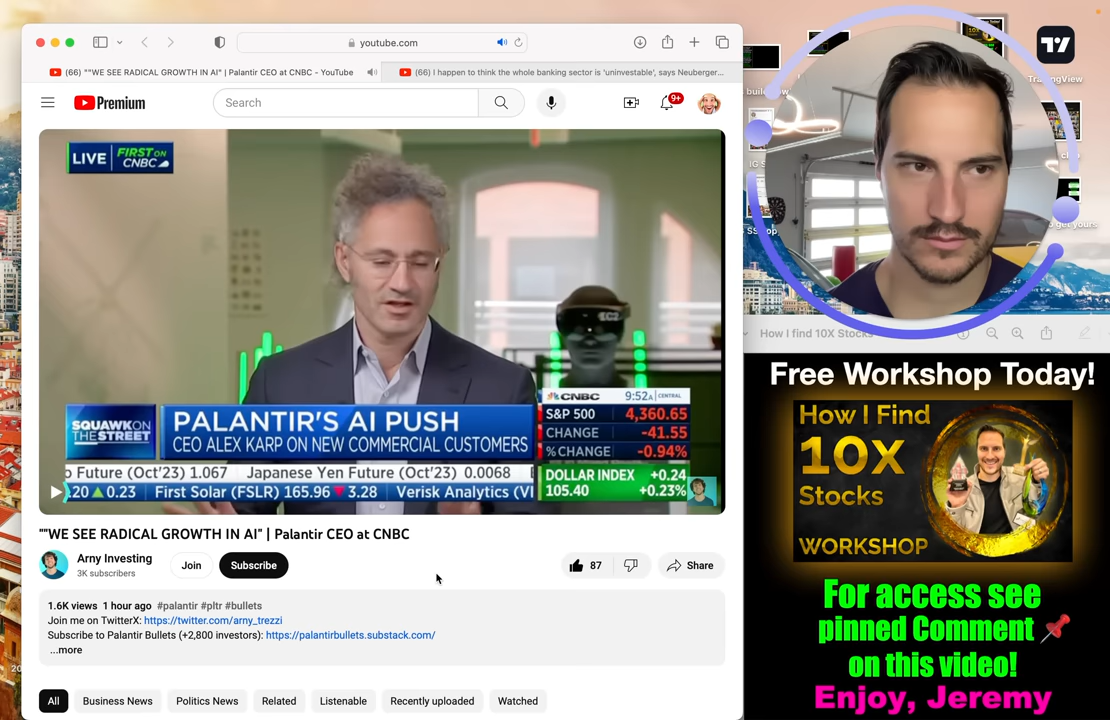 youtube.com
(66) ""WE SEE RADICAL GROWTH IN AI" | Palantir CEO at CNBC - YouTube
(66) I happen to think the whole banking sector is 'uninvestable', says Neuberger...
Premium
Search
9+
LIVE FIRST ON CNBC
SQUAWK ON THE STREET
PALANTIR'S AI PUSH
CEO ALEX KARP ON NEW COMMERCIAL CUSTOMERS
CNBC 9:52A CENTRAL
S&P 500 4,360.65
CHANGE -41.55
%CHANGE -0.94%
DOLLAR INDEX +0.24
105.40 +0.23%
o Future (Oct'23) 1.067 Japanese Yen Future (Oct'23) 0.0068
.20 ▲ 0.23 First Solar (FSLR) 165.96 ▼ 3.28 Verisk Analytics (VI
""WE SEE RADICAL GROWTH IN AI" | Palantir CEO at CNBC
Arny Investing
3K subscribers
Join
Subscribe
87
Share
1.6K views 1 hour ago #palantir #pltr #bullets
Join me on TwitterX: https://twitter.com/arny_trezzi
Subscribe to Palantir Bullets (+2,800 investors): https://palantirbullets.substack.com/
...more
All
Business News
Politics News
Related
Listenable
Recently uploaded
Watched
TradingView
How I find 10X Stocks
Free Workshop Today!
How I Find
10X
Stocks
WORKSHOP
For access see
pinned Comment 📌
on this video!
Enjoy, Jeremy